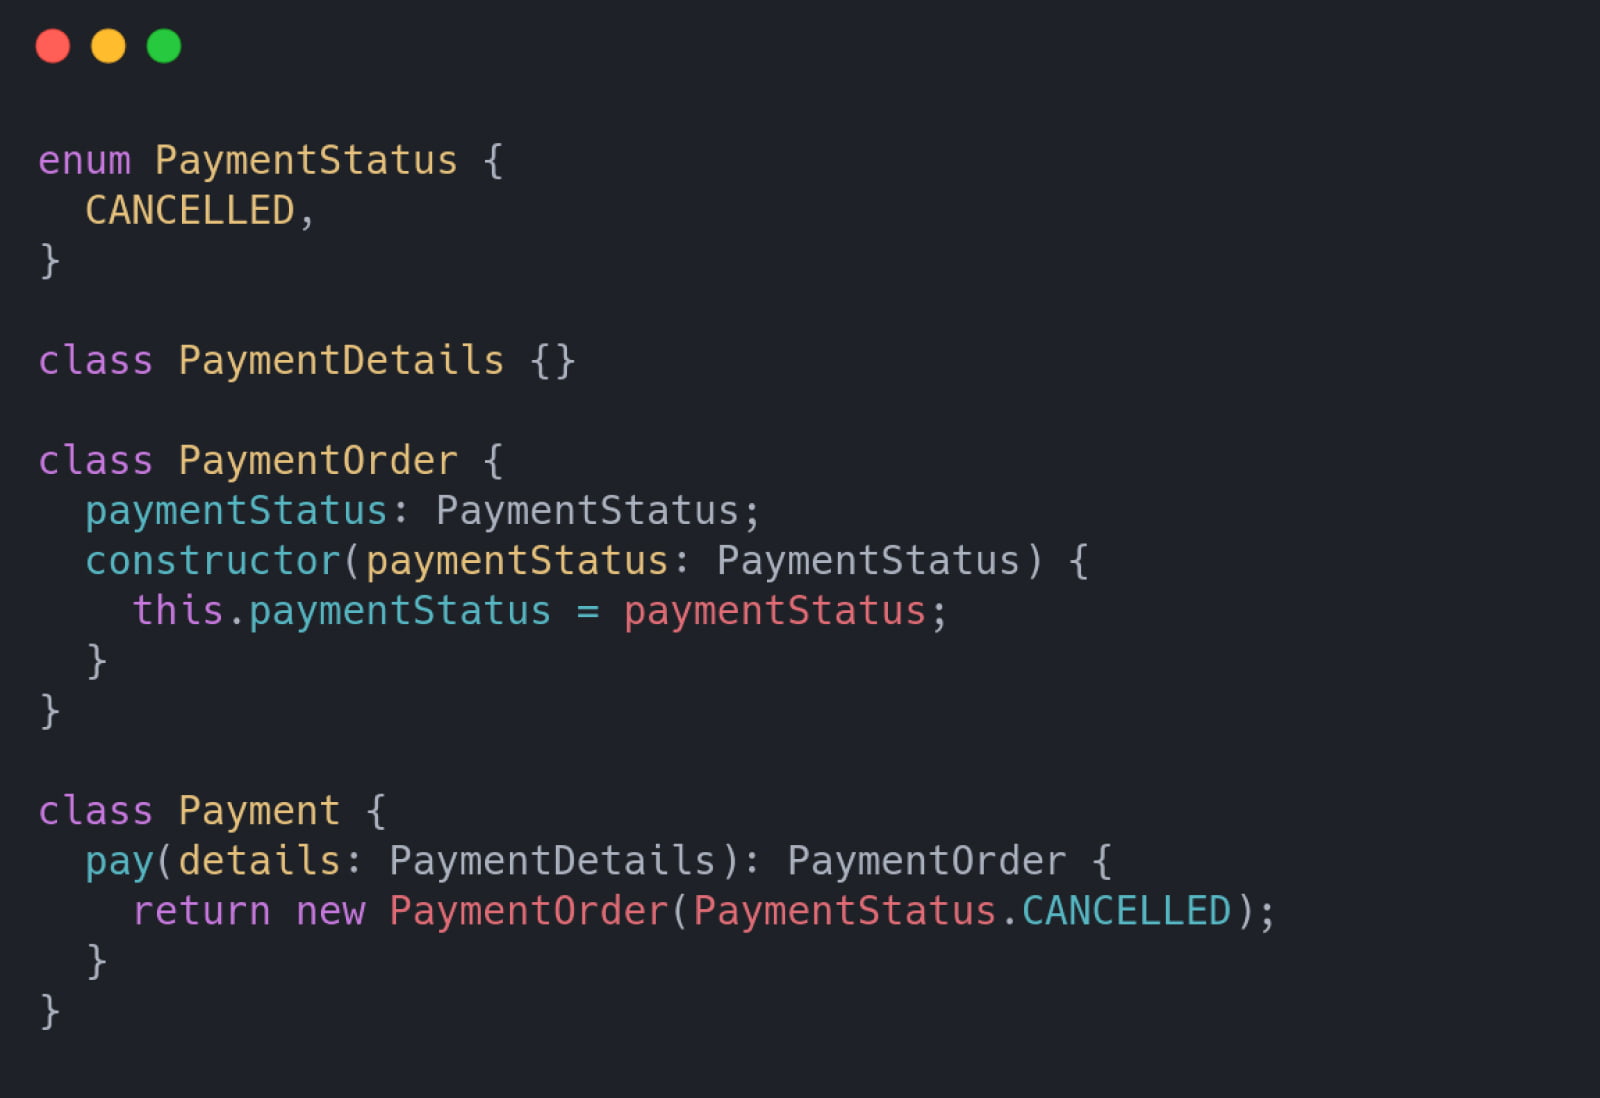 enum PaymentStatus {
  CANCELLED,
}

class PaymentDetails {}

class PaymentOrder {
  paymentStatus: PaymentStatus;
  constructor(paymentStatus: PaymentStatus) {
    this.paymentStatus = paymentStatus;
  }
}

class Payment {
  pay(details: PaymentDetails): PaymentOrder {
    return new PaymentOrder(PaymentStatus.CANCELLED);
  }
}